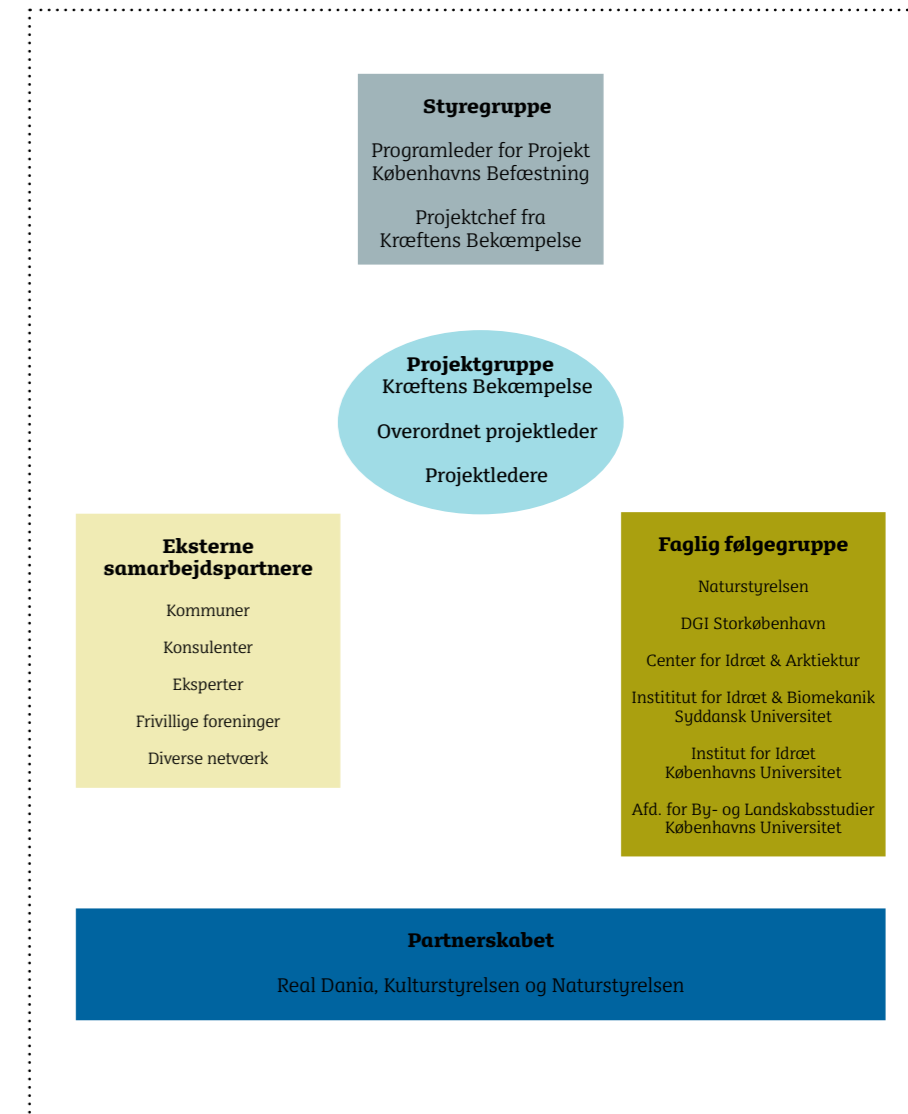 Styregruppe
Programleder for Projekt
Københavns Befæstning
Projektchef fra
Kræftens Bekæmpelse
Projektgruppe
Kræftens Bekæmpelse
Overordnet projektleder
Projektledere
Eksterne
samarbejdspartnere
Kommuner
Konsulenter
Eksperter
Frivillige foreninger
Diverse netværk
Faglig følgegruppe
Naturstyrelsen
DGI Storkøbenhavn
Center for Idræt & Arktiektur
Instititut for Idræt & Biomekanik
Syddansk Universitet
Institut for Idræt
Københavns Universitet
Afd. for By- og Landskabsstudier
Københavns Universitet
Partnerskabet
Real Dania, Kulturstyrelsen og Naturstyrelsen